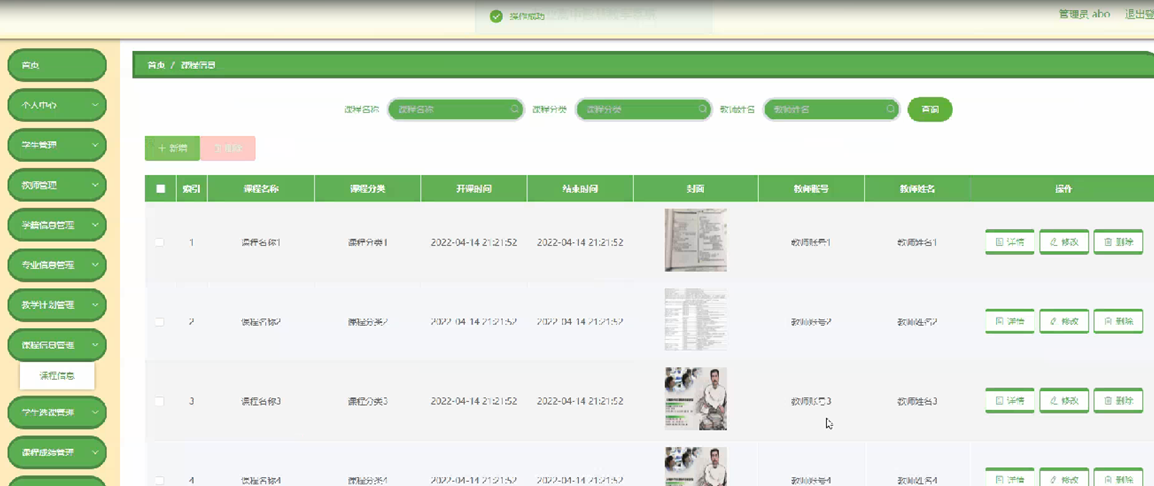 操作成功
管理员 abo
首页
个人中心
学生管理
教师管理
学籍信息管理
专业信息管理
教学计划管理
课程信息管理
课程信息
学生选课管理
课程成绩管理
首页 / 课程信息
课程名称 课程名称 课程分类 课程分类 教师姓名 教师姓名 查询
+ 新增 删除
索引 课程名称 课程分类 开课时间 结束时间 封面 教师账号 教师姓名 操作
1 课程名称1 课程分类1 2022-04-14 21:21:52 2022-04-14 21:21:52 教师账号1 教师姓名1 详情 修改 删除
2 课程名称2 课程分类2 2022-04-14 21:21:52 2022-04-14 21:21:52 教师账号2 教师姓名2 详情 修改 删除
3 课程名称3 课程分类3 2022-04-14 21:21:52 2022-04-14 21:21:52 教师账号3 教师姓名3 详情 修改 删除
4 课程名称4 课程分类4 2022-04-14 21:21:52 2022-04-14 21:21:52 教师账号4 教师姓名4 详情 修改 删除